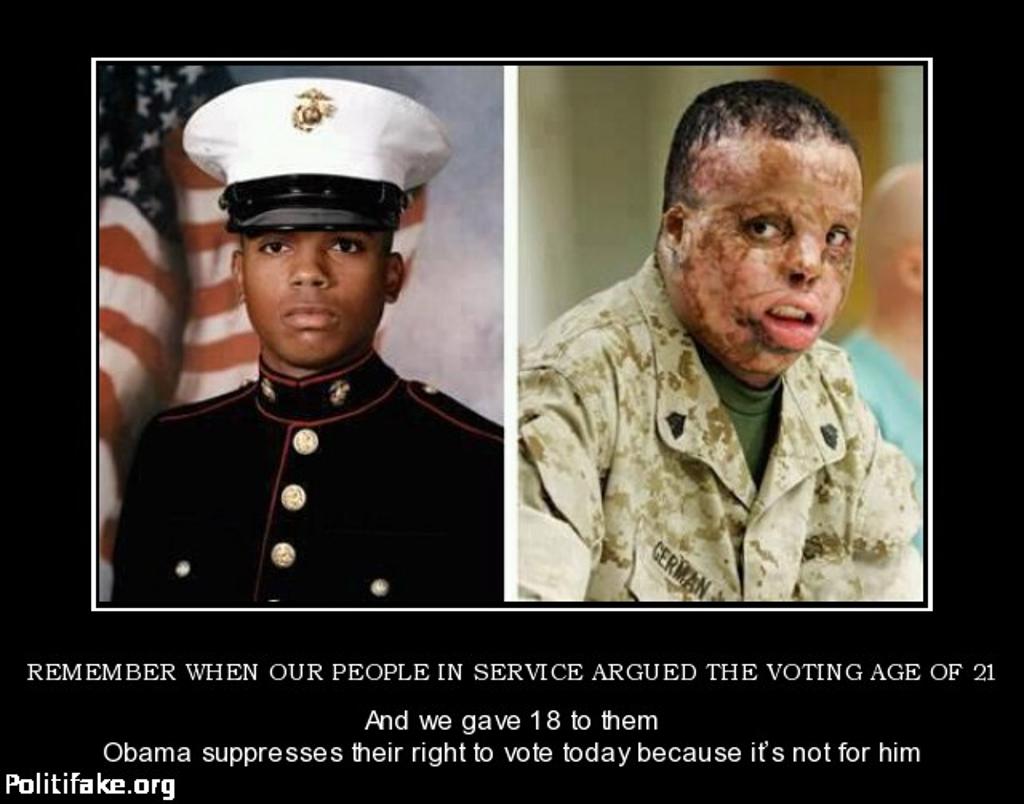 GERMAN
REMEMBER WHEN OUR PEOPLE IN SERVICE ARGUED THE VOTING AGE OF 21
And we gave 18 to them
Obama suppresses their right to vote today because it's not for him
Politifake.org